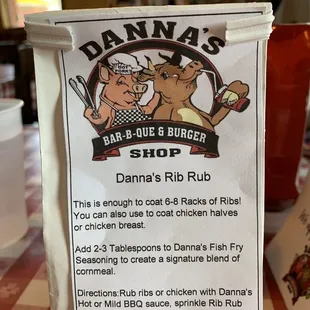 DANNA'S
BAR-B-QUE & BURGER
SHOP
Danna's Rib Rub
This is enough to coat 6-8 Racks of Ribs!
You can also use to coat chicken halves
or chicken breast.
Add 2-3 Tablespoons to Danna's Fish Fry
Seasoning to create a signature blend of
cornmeal.
Directions:Rub ribs or chicken with Danna's
Hot or Mild BBQ sauce, sprinkle Rib Rub